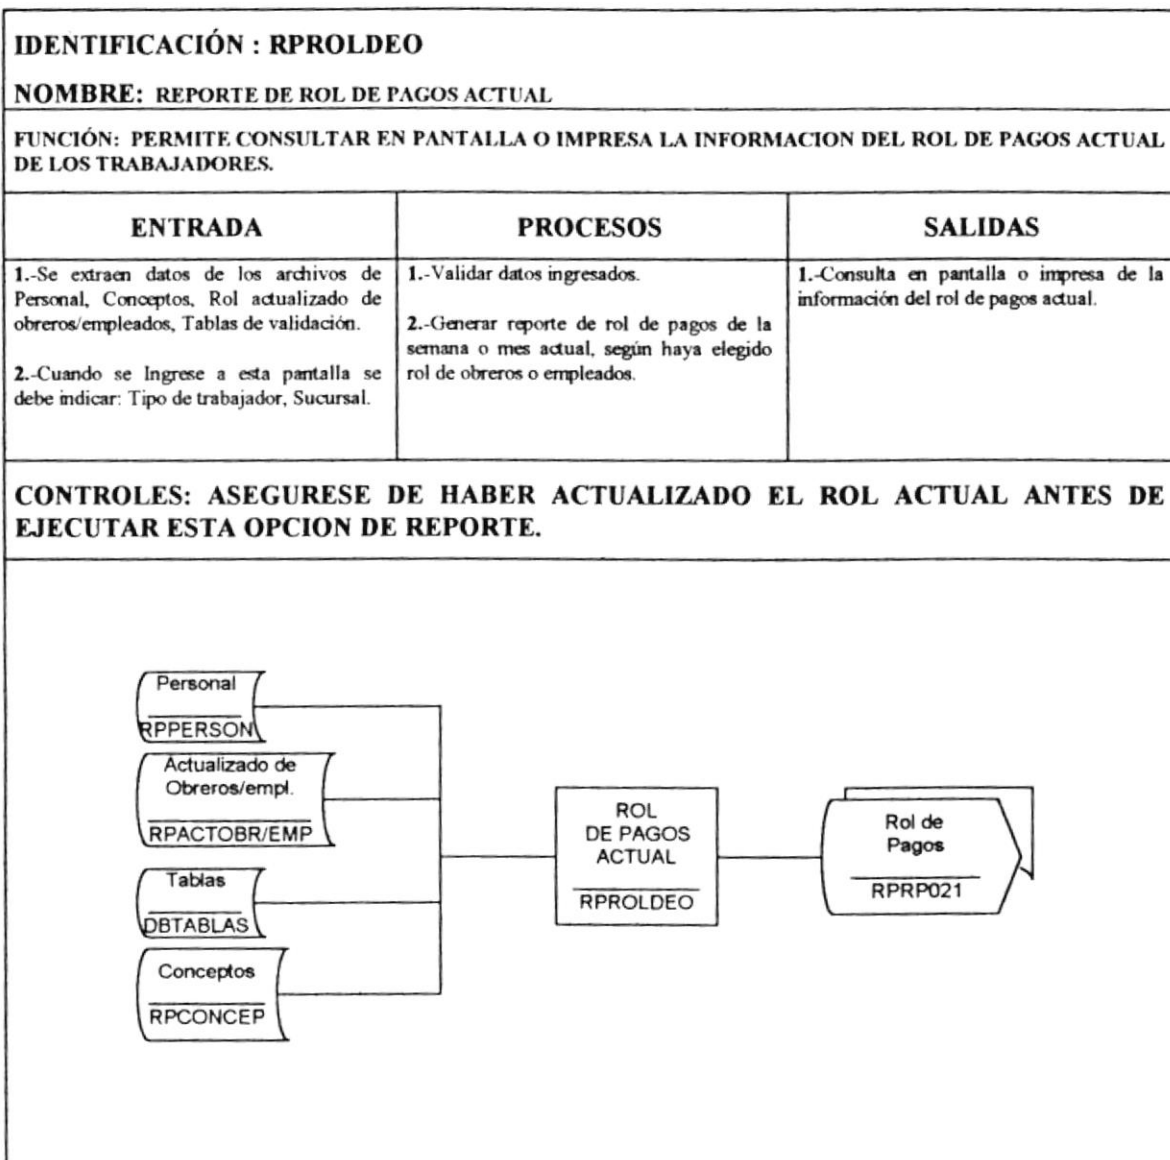 IDENTIFICACIÓN : RPROLDEO
NOMBRE: REPORTE DE ROL DE PAGOS ACTUAL
FUNCIÓN: PERMITE CONSULTAR EN PANTALLA O IMPRESA LA INFORMACION DEL ROL DE PAGOS ACTUAL
DE LOS TRABAJADORES.
ENTRADA
1.-Se extraen datos de los archivos de
Personal, Conceptos, Rol actualizado de
obreros/empleados, Tablas de validación.
2.-Cuando se Ingrese a esta pantalla se
debe indicar: Tipo de trabajador, Sucursal.
PROCESOS
1.-Validar datos ingresados.
2.-Generar reporte de rol de pagos de la
semana o mes actual, según haya elegido
rol de obreros o empleados.
SALIDAS
1.-Consulta en pantalla o impresa de la
información del rol de pagos actual.
CONTROLES: ASEGURESE DE HABER ACTUALIZADO EL ROL ACTUAL ANTES DE
EJECUTAR ESTA OPCION DE REPORTE.
Personal
RPPERSON
Actualizado de
Obreros/empl.
RPACTOBR/EMP
Tablas
DBTABLAS
Conceptos
RPCONCEP
ROL
DE PAGOS
ACTUAL
RPROLDEO
Rol de
Pagos
RPRP021